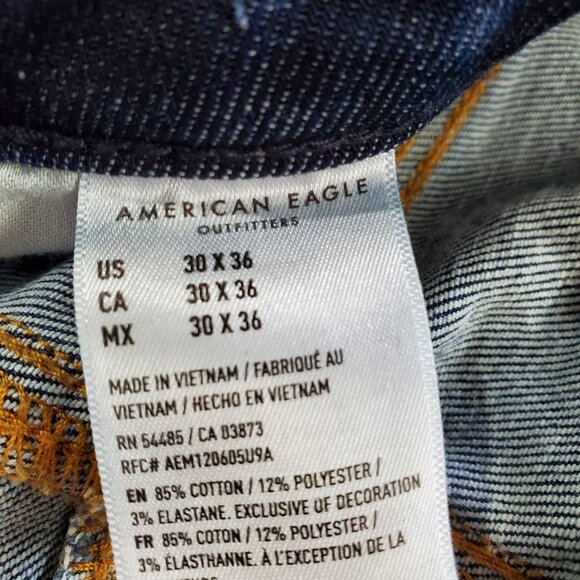 AMERICAN EAGLE
OUTFITTERS
US 30 X 36
CA 30 X 36
MX 30 X 36
MADE IN VIETNAM / FABRIQUÉ AU
VIETNAM / HECHO EN VIETNAM
RN 54485 / CA 03873
RFC# AEM120605U9A
EN 85% COTTON / 12% POLYESTER /
3% ELASTANE. EXCLUSIVE OF DECORATION
FR 85% COTON / 12% POLYESTER /
3% ÉLASTHANNE. À L'EXCEPTION DE LA